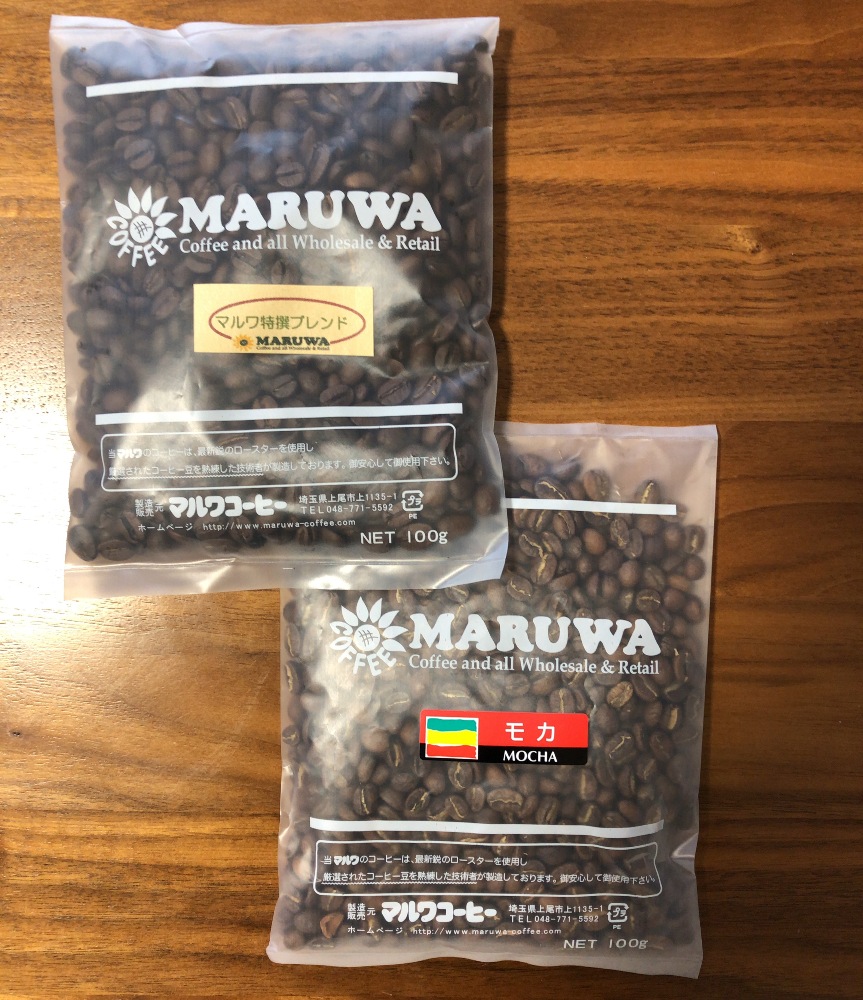 COFFEE
MARUWA
Coffee and all Wholesale & Retail
マルワ特撰ブレンド
MARUWA
Coffee and all Wholesale & Retail
当マルワのコーヒーは、最新鋭のロースターを使用し
厳選されたコーヒー豆を熟練した技術者が製造しております。御安心して御使用下さい。
製造
販売元 マルワコーヒー
埼玉県上尾市上1135-1
TEL 048-771-5592
プラ
PE
ホームページ http://www.maruwa-coffee.com
NET 100g
COFFEE
MARUWA
Coffee and all Wholesale & Retail
モカ
MOCHA
当マルワのコーヒーは、最新鋭のロースターを使用し
厳選されたコーヒー豆を熟練した技術者が製造しております。御安心して御使用下さい。
製造
販売元 マルワコーヒー
埼玉県上尾市上1135-1
TEL 048-771-5592
プラ
PE
ホームページ http://www.maruwa-coffee.com
NET 100g